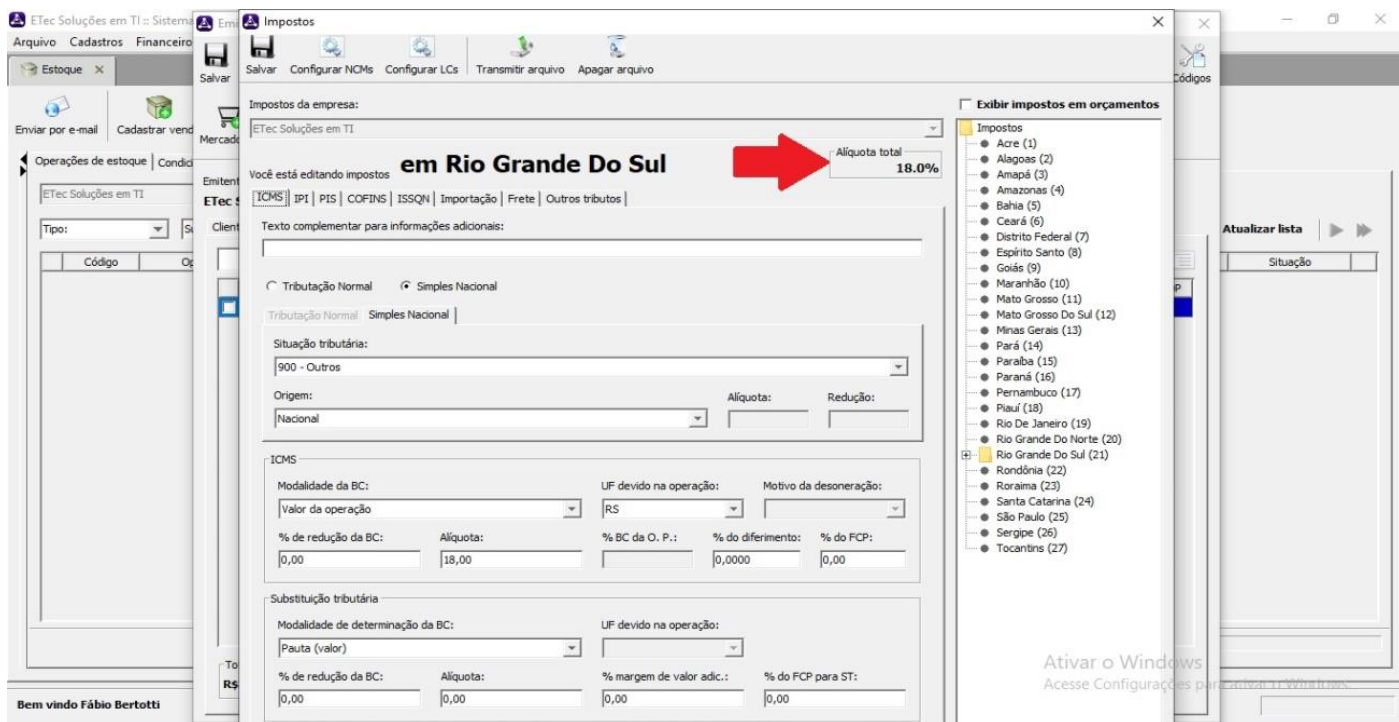 ETec Soluções em TI :: Sistema
Emi
Impostos
Arquivo Cadastros Financeiro
Estoque
Salvar
Salvar Configurar NCMs Configurar LCs Transmitir arquivo Apagar arquivo
Códigos
Enviar por e-mail Cadastrar vend
Mercado
Impostos da empresa:
ETec Soluções em TI
Exibir impostos em orçamentos
Operações de estoque Condic
Emitent
ETec S
ETec Soluções em TI
Você está editando impostos em Rio Grande Do Sul
Alíquota total
18.0%
ICMS IPI PIS COFINS ISSQN Importação Frete Outros tributos
Tipo:
Client
Texto complementar para informações adicionais:
Atualizar lista
Código Op
Situação
Tributação Normal Simples Nacional
Tributação Normal Simples Nacional
Situação tributária:
900 - Outros
Origem: Alíquota: Redução:
Nacional
ICMS
Modalidade da BC: UF devido na operação: Motivo da desoneração:
Valor da operação RS
% de redução da BC: Alíquota: % BC da O. P.: % do diferimento: % do FCP:
0,00 18,00 0,0000 0,00
Substituição tributária
Modalidade de determinação da BC: UF devido na operação:
Pauta (valor)
% de redução da BC: Alíquota: % margem de valor adic.: % do FCP para ST:
0,00 0,00 0,00 0,00
Impostos
Acre (1)
Alagoas (2)
Amapá (3)
Amazonas (4)
Bahia (5)
Ceará (6)
Distrito Federal (7)
Espírito Santo (8)
Goiás (9)
Maranhão (10)
Mato Grosso (11)
Mato Grosso Do Sul (12)
Minas Gerais (13)
Pará (14)
Paraíba (15)
Paraná (16)
Pernambuco (17)
Piauí (18)
Rio De Janeiro (19)
Rio Grande Do Norte (20)
Rio Grande Do Sul (21)
Rondônia (22)
Roraima (23)
Santa Catarina (24)
São Paulo (25)
Sergipe (26)
Tocantins (27)
To
R$
Ativar o Windows
Acesse Configurações para ativar o Windows.
Bem vindo Fábio Bertotti